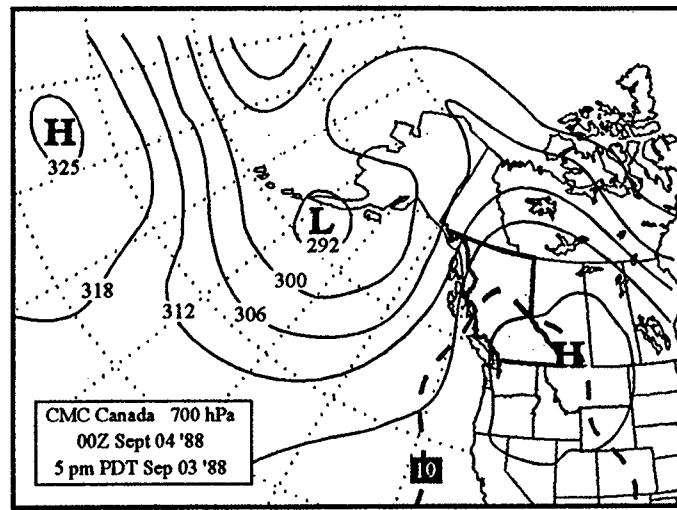 H
325
L
292
300
318
312
306
H
CMC Canada 700 hPa
00Z Sept 04 '88
5 pm PDT Sep 03 '88
10